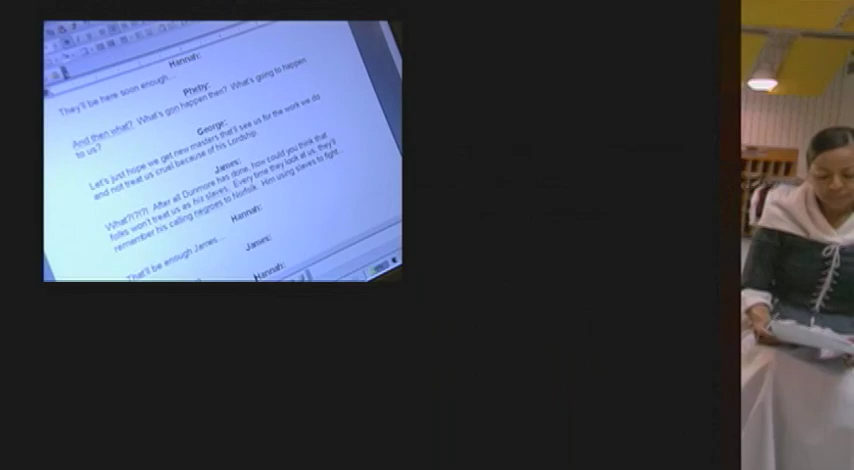 Hannah:
They'll be here soon enough...
Pheby:
And then what? What's gon happen then? What's going to happen
to us?
George:
Let's just hope we get new masters that'll see us for the work we do
and not treat us cruel because of his Lordship.
James:
What?!?!?! After all Dunmore has done, how could you think that
folks won't treat us as his slaves. Every time they look at us, they'll
remember his calling negroes to Norfolk. Him using slaves to fight...
Hannah:
That'll be enough James...
James:
Hannah: